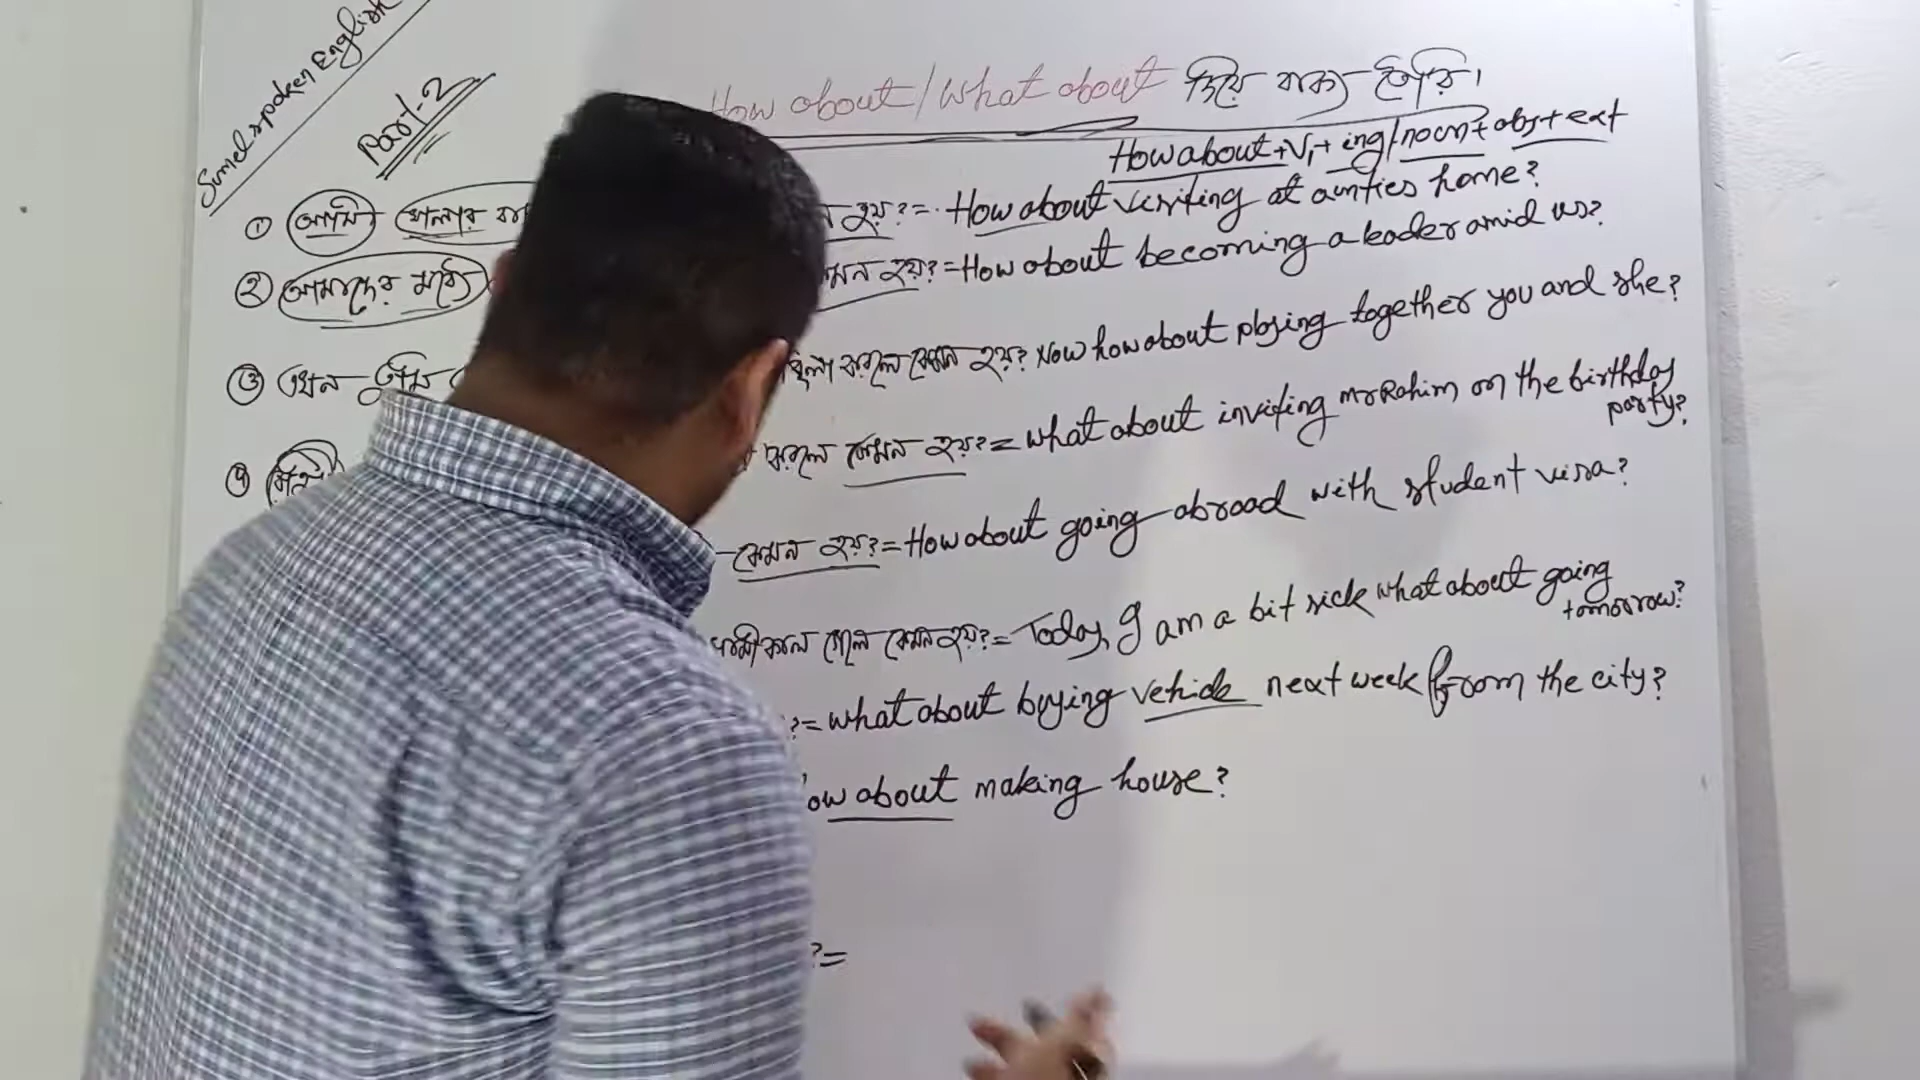 Sumel spoken English
Part-2
How about/What about দিয়ে বাক্য তৈরি।
How about+V₁+ing/noun+obj+ext
① আমি খালার হয়?= How about visiting at aunties home?
② আমাদের মধ্যে কেমন হয়?=How about becoming a leader amid us?
③ এখন তুমি করলে কেমন হয়? Now how about playing together you and she?
করলে কেমন হয়?= what about inviting mr Rahim on the birthday party?
কেমন হয়?= How about going abroad with student visa?
গেলে কেমন হয়?= Today, I am a bit sick what about going tomorrow?
?= what about buying vehicle next week from the city?
ow about making house?
?=